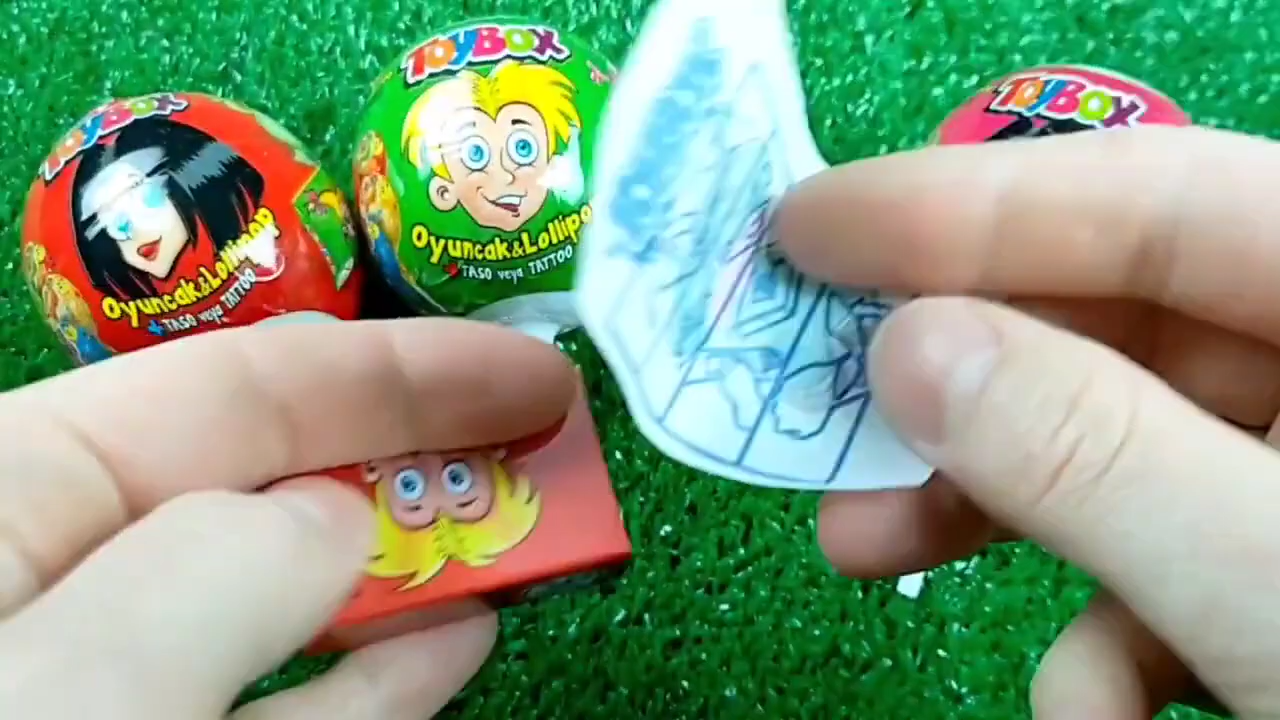 ToyBox
Oyuncak&Lollipop
+ TASO veya TATTOO
ToyBox
Oyuncak&Lollipo
+ TASO veya TATTOO
ToyBox